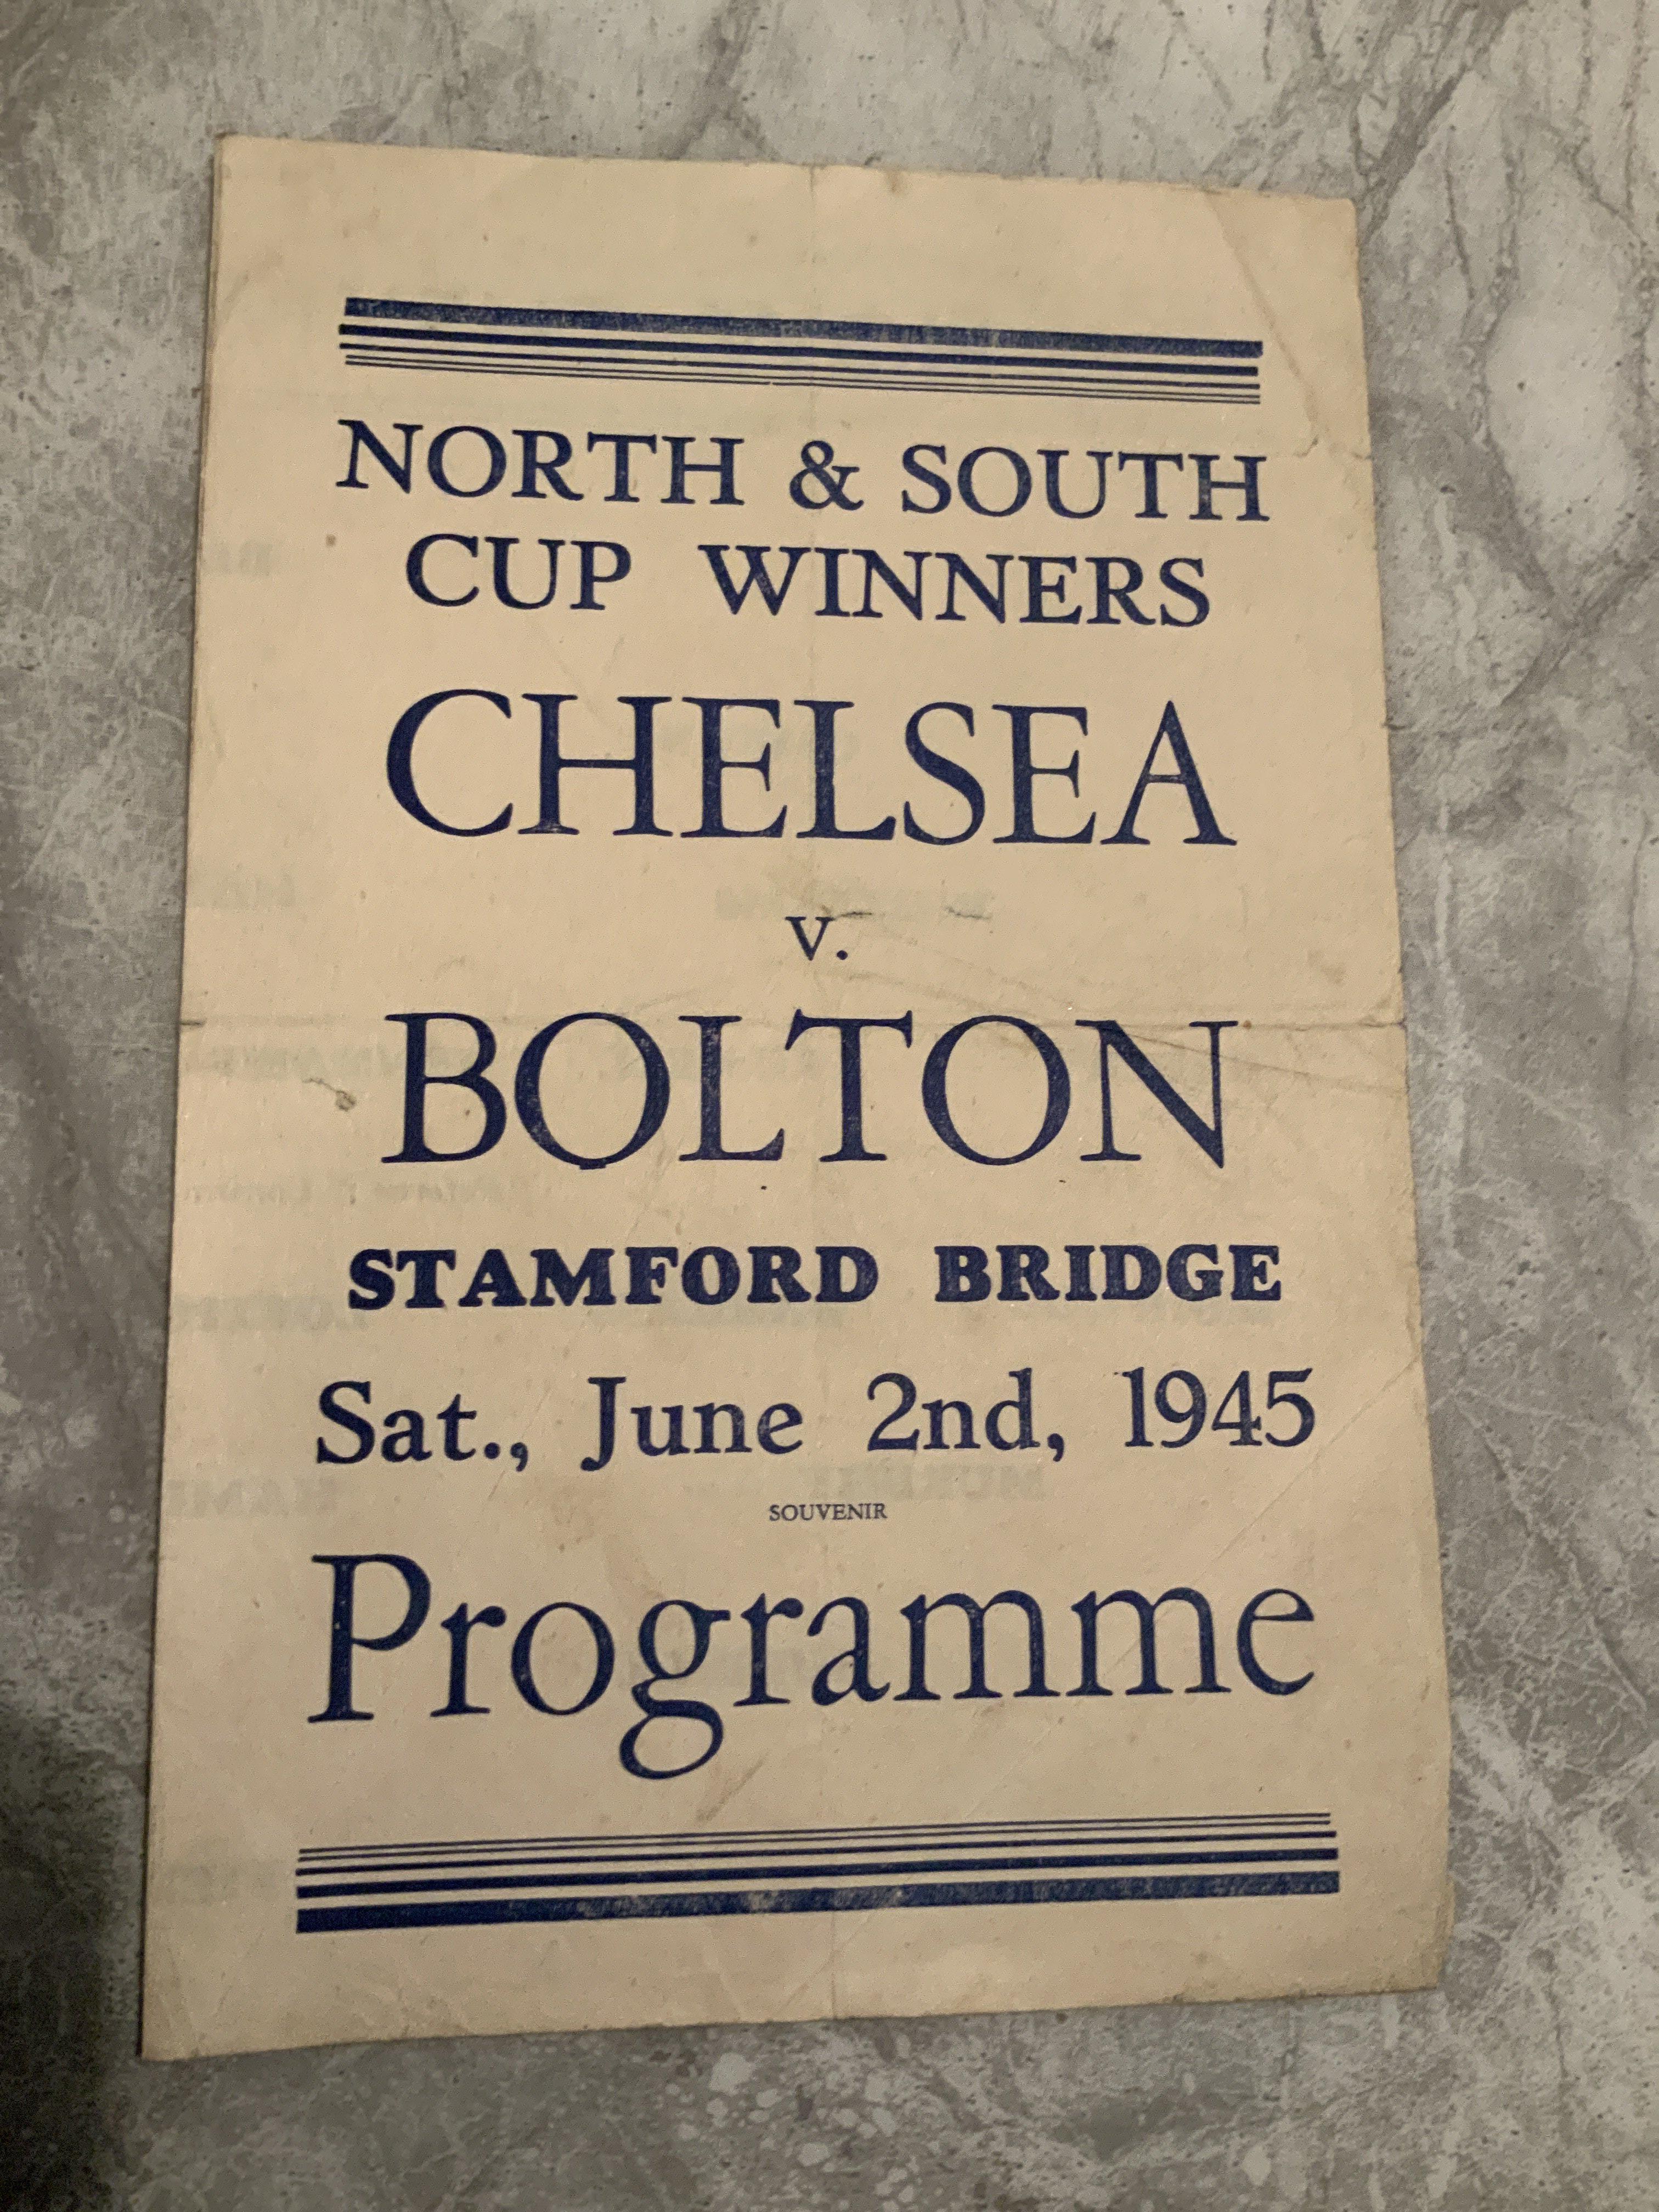 NORTH & SOUTH
CUP WINNERS
CHELSEA
v.
BOLTON
STAMFORD BRIDGE
Sat., June 2nd, 1945
SOUVENIR
Programme